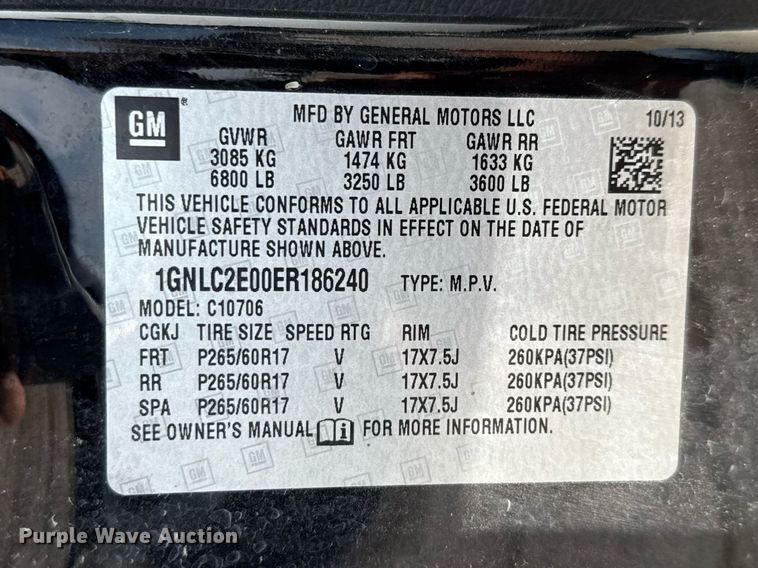 GM ®
MFD BY GENERAL MOTORS LLC 10/13
GVWR GAWR FRT GAWR RR
3085 KG 1474 KG 1633 KG
6800 LB 3250 LB 3600 LB
THIS VEHICLE CONFORMS TO ALL APPLICABLE U.S. FEDERAL MOTOR
VEHICLE SAFETY STANDARDS IN EFFECT ON THE DATE OF
MANUFACTURE SHOWN ABOVE.
1GNLC2E00ER186240 TYPE: M.P.V.
MODEL: C10706
CGKJ TIRE SIZE SPEED RTG RIM COLD TIRE PRESSURE
FRT P265/60R17 V 17X7.5J 260KPA(37PSI)
RR P265/60R17 V 17X7.5J 260KPA(37PSI)
SPA P265/60R17 V 17X7.5J 260KPA(37PSI)
SEE OWNER'S MANUAL i FOR MORE INFORMATION.
Purple Wave Auction